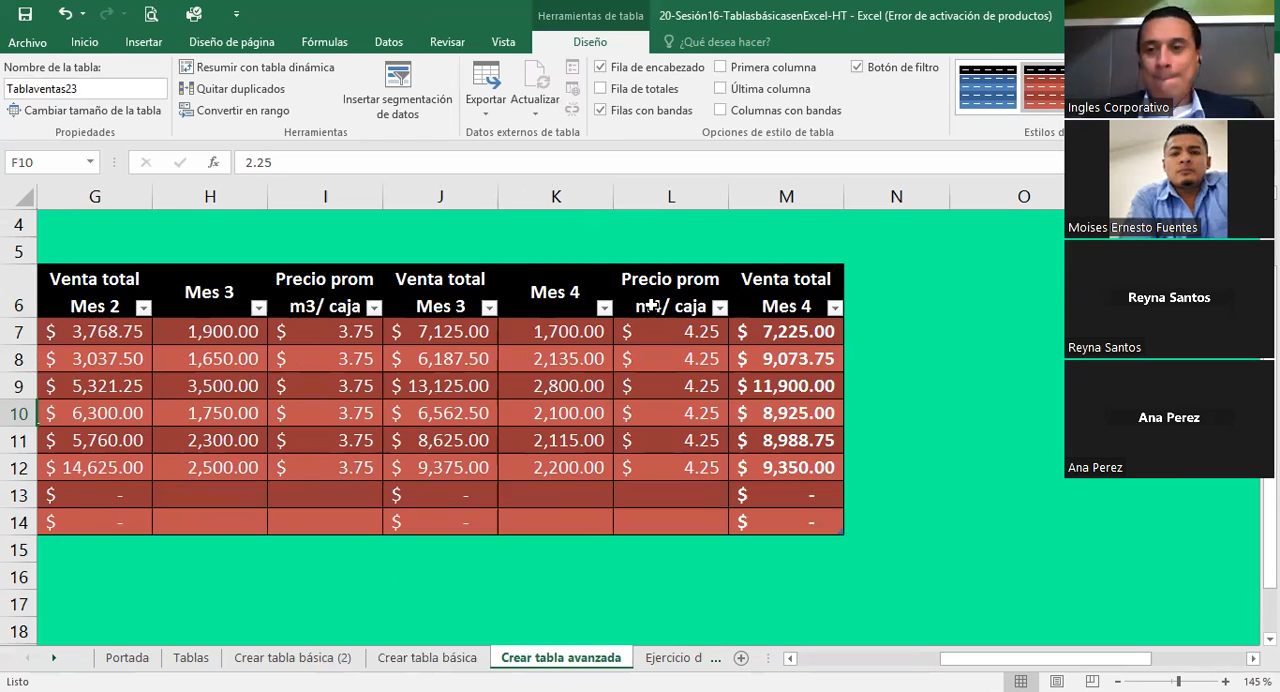 Herramientas de tabla
20-Sesión16-TablasbásicasenExcel-HT - Excel (Error de activación de productos)
Archivo
Inicio
Insertar
Diseño de página
Fórmulas
Datos
Revisar
Vista
Diseño
¿Qué desea hacer?
Nombre de la tabla:
Tablaventas23
Cambiar tamaño de la tabla
Propiedades
Resumir con tabla dinámica
Quitar duplicados
Convertir en rango
Insertar segmentación
de datos
Herramientas
Exportar
Actualizar
Datos externos de tabla
Fila de encabezado
Fila de totales
Filas con bandas
Primera columna
Última columna
Columnas con bandas
Botón de filtro
Opciones de estilo de tabla
Estilos d
F10
fx
2.25
G H I J K L M N O
4
5
6
Venta total
Mes 2
Mes 3
Precio prom
m3/ caja
Venta total
Mes 3
Mes 4
Precio prom
/ caja
Venta total
Mes 4
7 $ 3,768.75 1,900.00 $ 3.75 $ 7,125.00 1,700.00 $ 4.25 $ 7,225.00
8 $ 3,037.50 1,650.00 $ 3.75 $ 6,187.50 2,135.00 $ 4.25 $ 9,073.75
9 $ 5,321.25 3,500.00 $ 3.75 $ 13,125.00 2,800.00 $ 4.25 $ 11,900.00
10 $ 6,300.00 1,750.00 $ 3.75 $ 6,562.50 2,100.00 $ 4.25 $ 8,925.00
11 $ 5,760.00 2,300.00 $ 3.75 $ 8,625.00 2,115.00 $ 4.25 $ 8,988.75
12 $ 14,625.00 2,500.00 $ 3.75 $ 9,375.00 2,200.00 $ 4.25 $ 9,350.00
13 $ - $ - $ -
14 $ - $ - $ -
15
16
17
18
Portada
Tablas
Crear tabla básica (2)
Crear tabla básica
Crear tabla avanzada
Ejercicio d ...
Listo
145 %
Ingles Corporativo
Moises Ernesto Fuentes
Reyna Santos
Reyna Santos
Ana Perez
Ana Perez